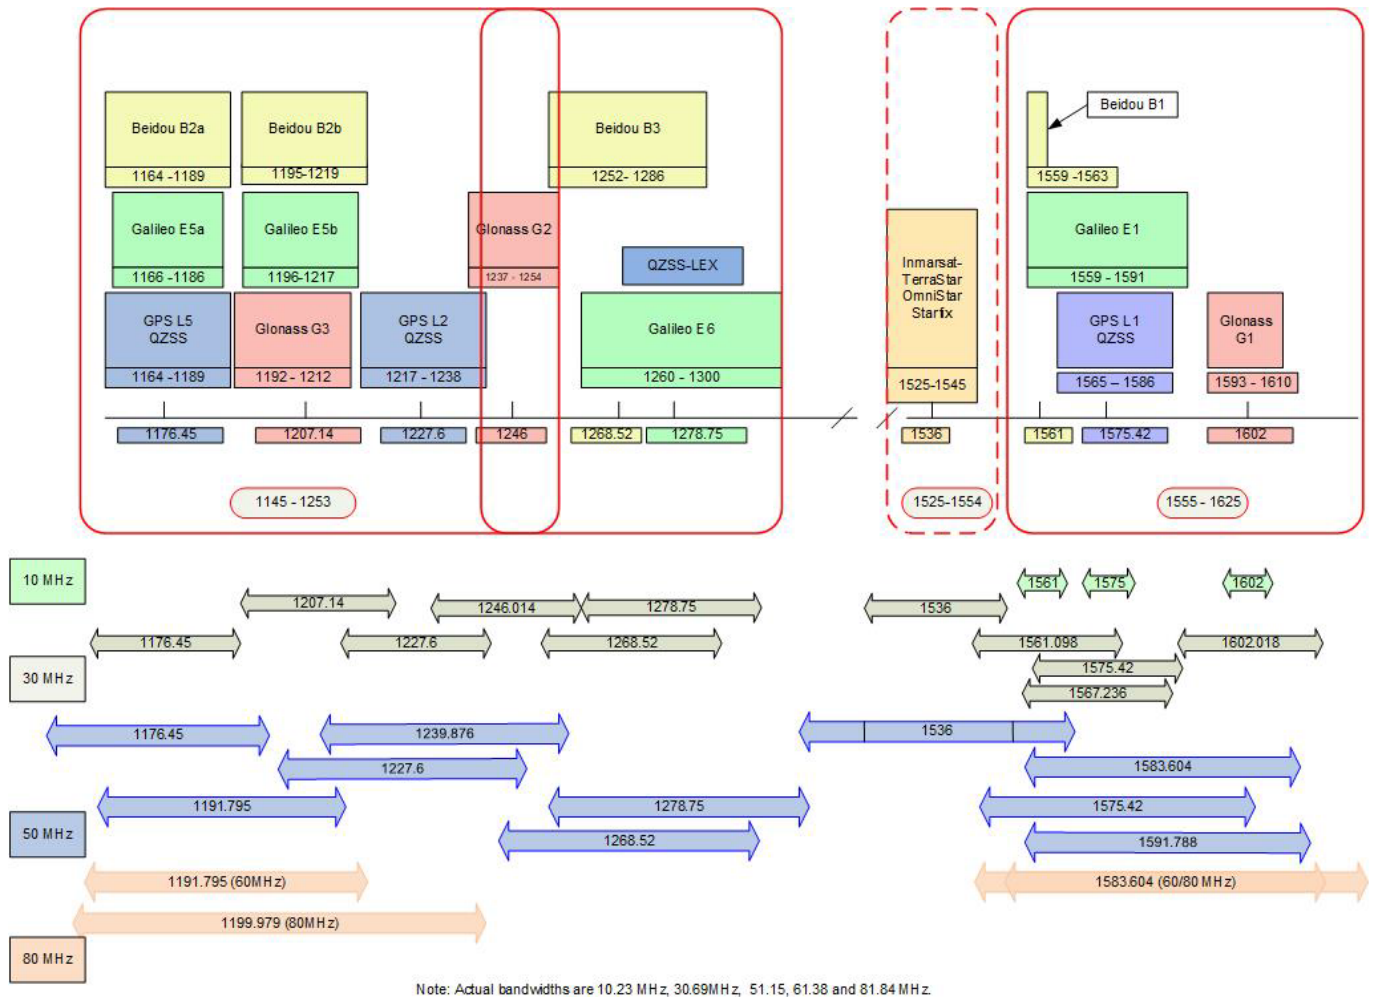 Beidou B2a
1164 -1189
Beidou B2b
1195-1219
Beidou B3
1252- 1286
Beidou B1
1559 -1563
Galileo E5a
1166 -1186
Galileo E5b
1196-1217
Glonass G2
1237 - 1254
QZSS-LEX
Inmarsat-
TerraStar
OmniStar
Starfix
1525-1545
Galileo E1
1559 - 1591
GPS L5
QZSS
1164 -1189
Glonass G3
1192 - 1212
GPS L2
QZSS
1217 - 1238
Galileo E6
1260 - 1300
GPS L1
QZSS
1565 – 1586
Glonass
G1
1593 - 1610
1176.45
1207.14
1227.6
1246
1268.52
1278.75
1536
1561
1575.42
1602
1145 - 1253
1525-1554
1555 - 1625
10 MHz
1561
1575
1602
1207.14
1246.014
1278.75
1536
1176.45
1227.6
1268.52
1561.098
1602.018
30 MHz
1575.42
1567.236
1176.45
1239.876
1536
1227.6
1583.604
1191.795
1278.75
1575.42
50 MHz
1268.52
1591.788
1191.795 (60MHz)
1583.604 (60/80 MHz)
1199.979 (80MHz)
80 MHz
Note: Actual bandwidths are 10.23 MHz, 30.69MHz, 51.15, 61.38 and 81.84 MHz.